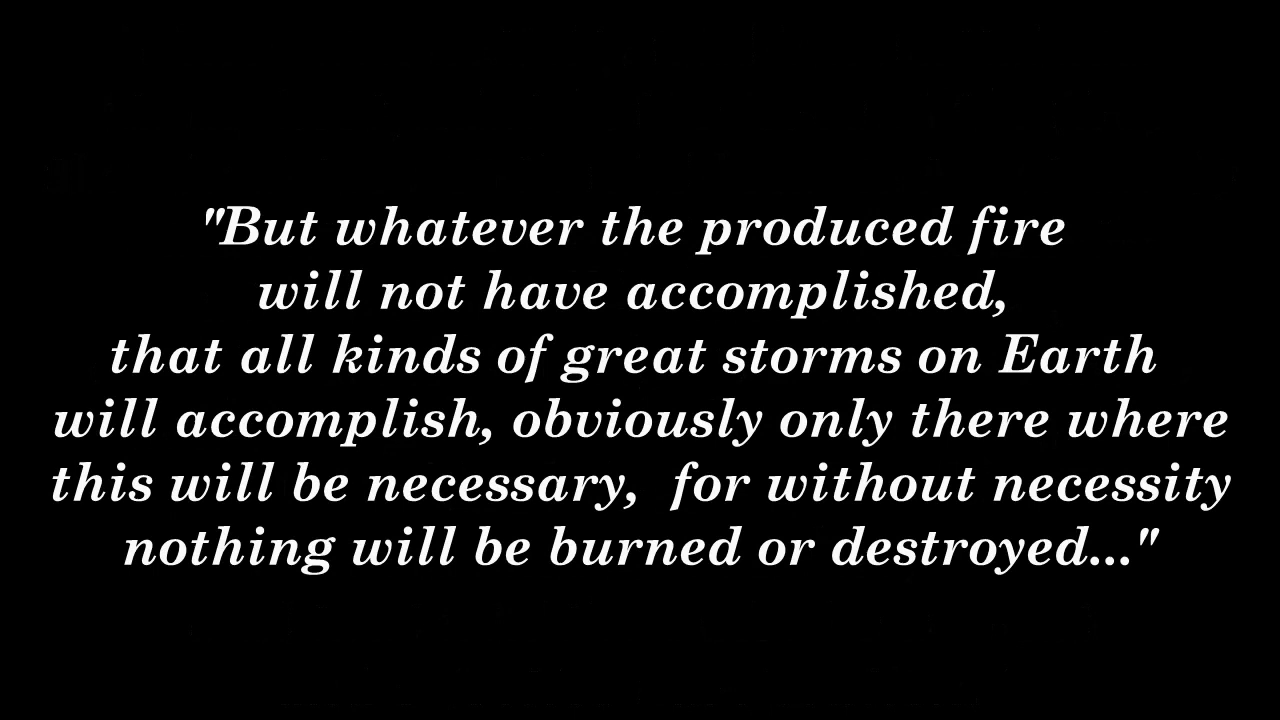 "But whatever the produced fire
will not have accomplished,
that all kinds of great storms on Earth
will accomplish, obviously only there where
this will be necessary,  for without necessity
nothing will be burned or destroyed..."